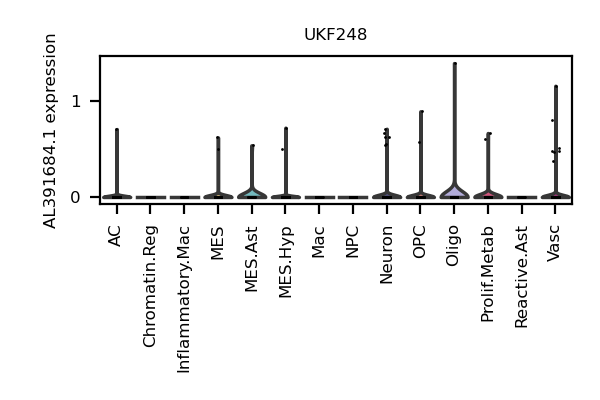 UKF248
AL391684.1 expression
1
0
AC
Chromatin.Reg
Inflammatory.Mac
MES
MES.Ast
MES.Hyp
Mac
NPC
Neuron
OPC
Oligo
Prolif.Metab
Reactive.Ast
Vasc